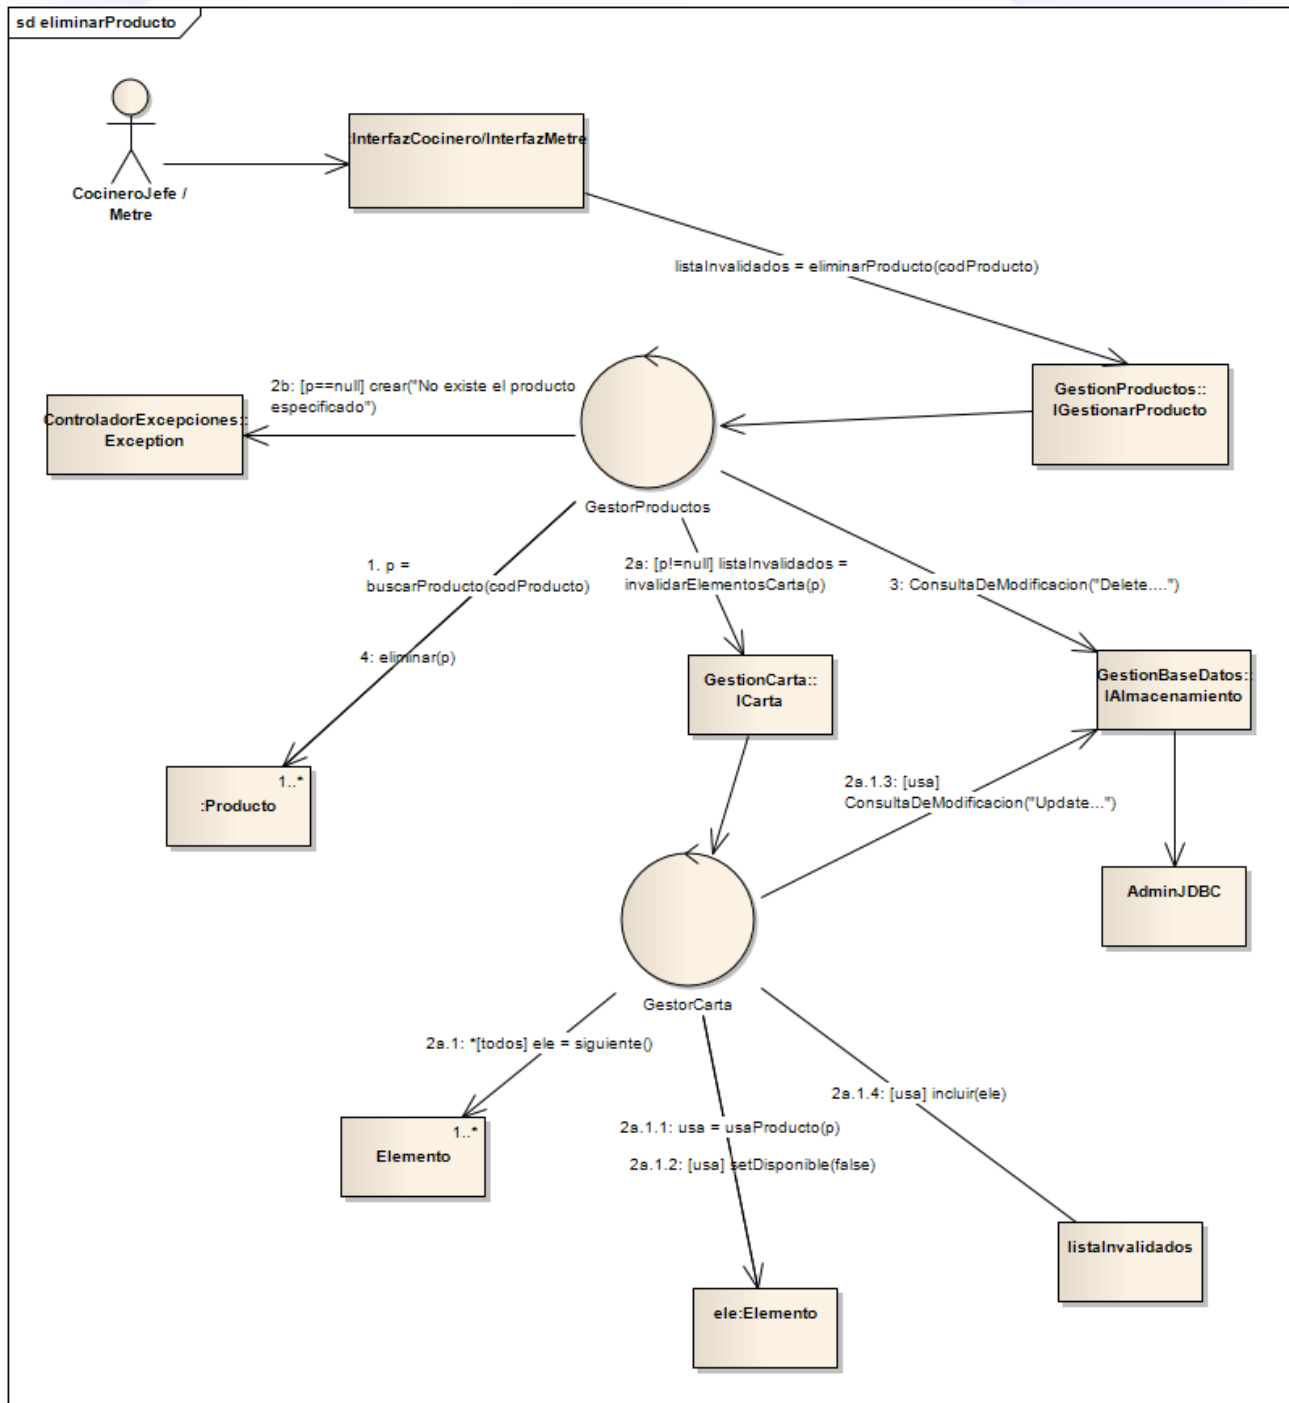 sd eliminarProducto
:InterfazCocinero/InterfazMetre
CocineroJefe /
Metre
listaInvalidados = eliminarProducto(codProducto)
GestionProductos::
IGestionarProducto
2b: [p==null] crear("No existe el producto
especificado")
ControladorExcepciones::
Exception
GestorProductos
1. p =
buscarProducto(codProducto)
2a: [p!=null] listaInvalidados =
invalidarElementosCarta(p)
3: ConsultaDeModificacion("Delete....")
4: eliminar(p)
GestionCarta::
ICarta
GestionBaseDatos::
IAlmacenamiento
1..*
:Producto
2a.1.3: [usa]
ConsultaDeModificacion("Update...")
AdminJDBC
GestorCarta
2a.1: *[todos] ele = siguiente()
2a.1.4: [usa] incluir(ele)
1..*
Elemento
2a.1.1: usa = usaProducto(p)
2a.1.2: [usa] setDisponible(false)
listaInvalidados
ele:Elemento